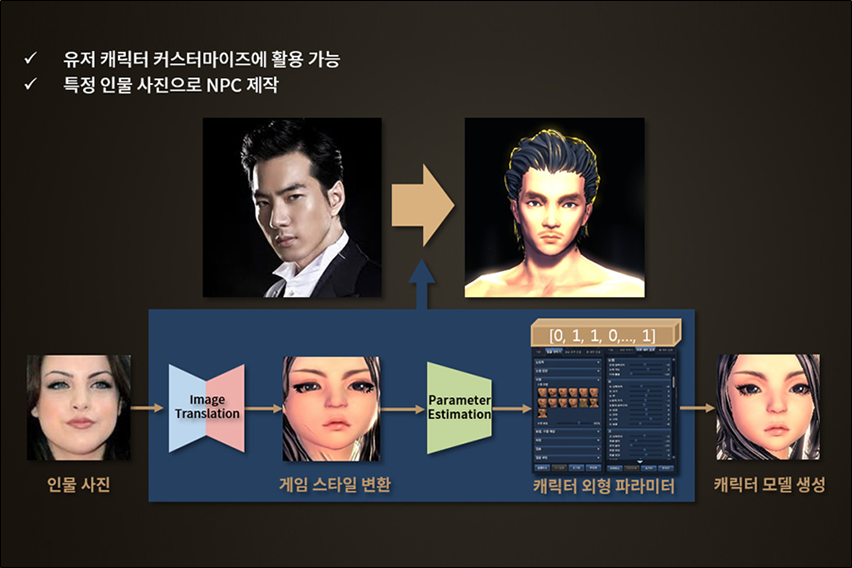 ✓ 유저 캐릭터 커스터마이즈에 활용 가능
✓ 특정 인물 사진으로 NPC 제작
[0, 1, 1, 0,..., 1]
Image
Translation
Parameter
Estimation
인물 사진
게임 스타일 변환
캐릭터 외형 파라미터
캐릭터 모델 생성